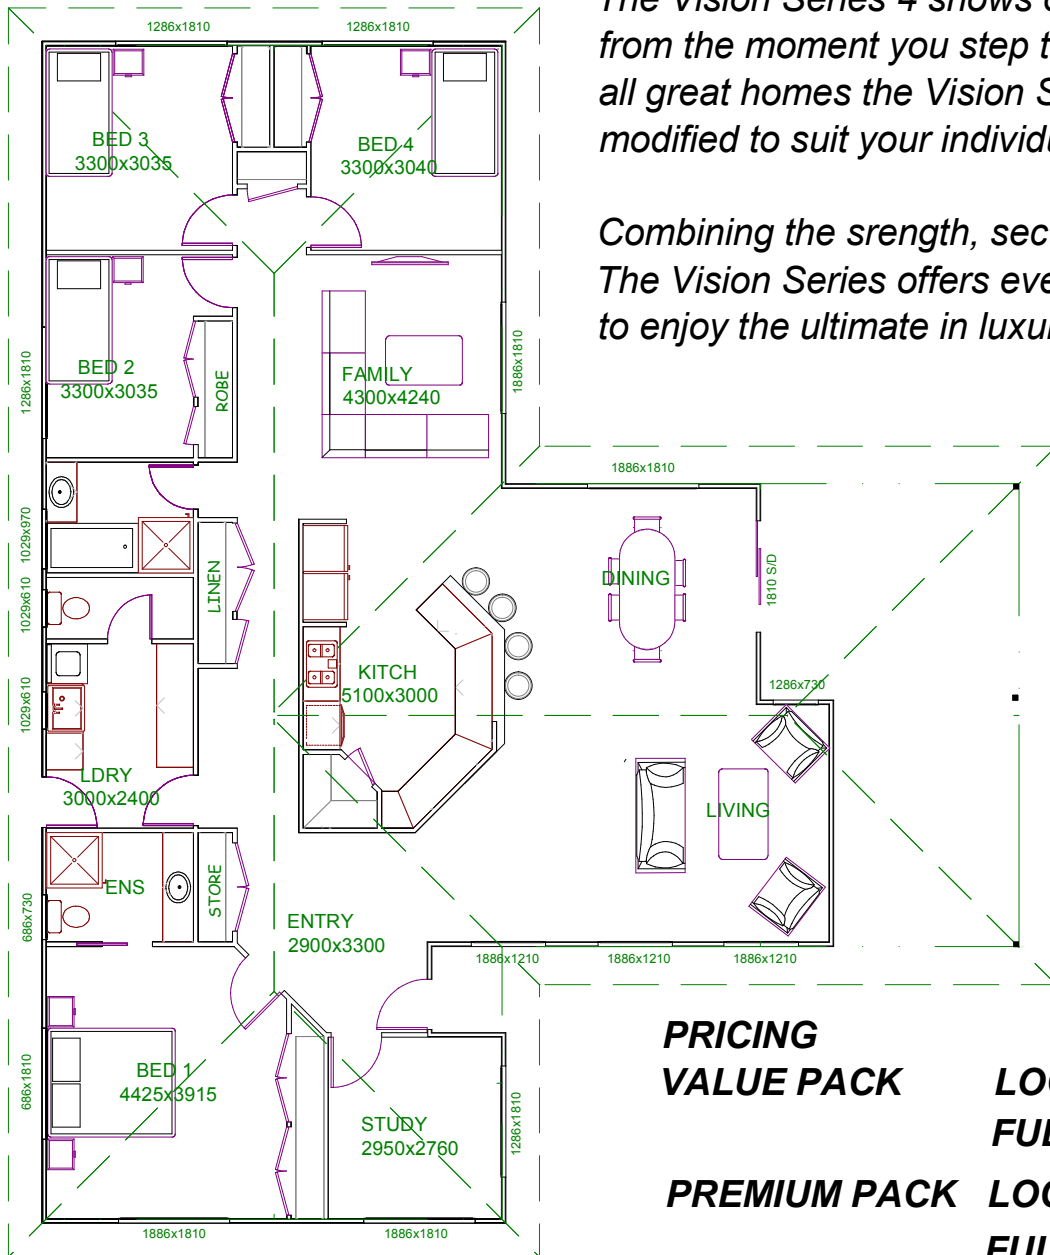 The Vision Series 4 shows
from the moment you step
all great homes the Vision
modified to suit your
Combining the srength,
The Vision Series offers
to enjoy the ultimate in
1286x1810
1286x1810
BED 3
3300x3035
BED 4
3300x3040
BED 2
3300x3035
ROBE
FAMILY
4300x4240
1286x1810
1886x1810
1886x1810
1029x970
1029x610
1029x610
LINEN
DINING
1810 S/D
KITCH
5100x3000
1286x730
LDRY
3000x2400
LIVING
ENS
STORE
686x730
ENTRY
2900x3300
1886x1210
1886x1210
1886x1210
BED 1
4425x3915
686x1810
STUDY
2950x2760
1286x1810
1886x1810
1886x1810
PRICING
VALUE PACK
PREMIUM PACK